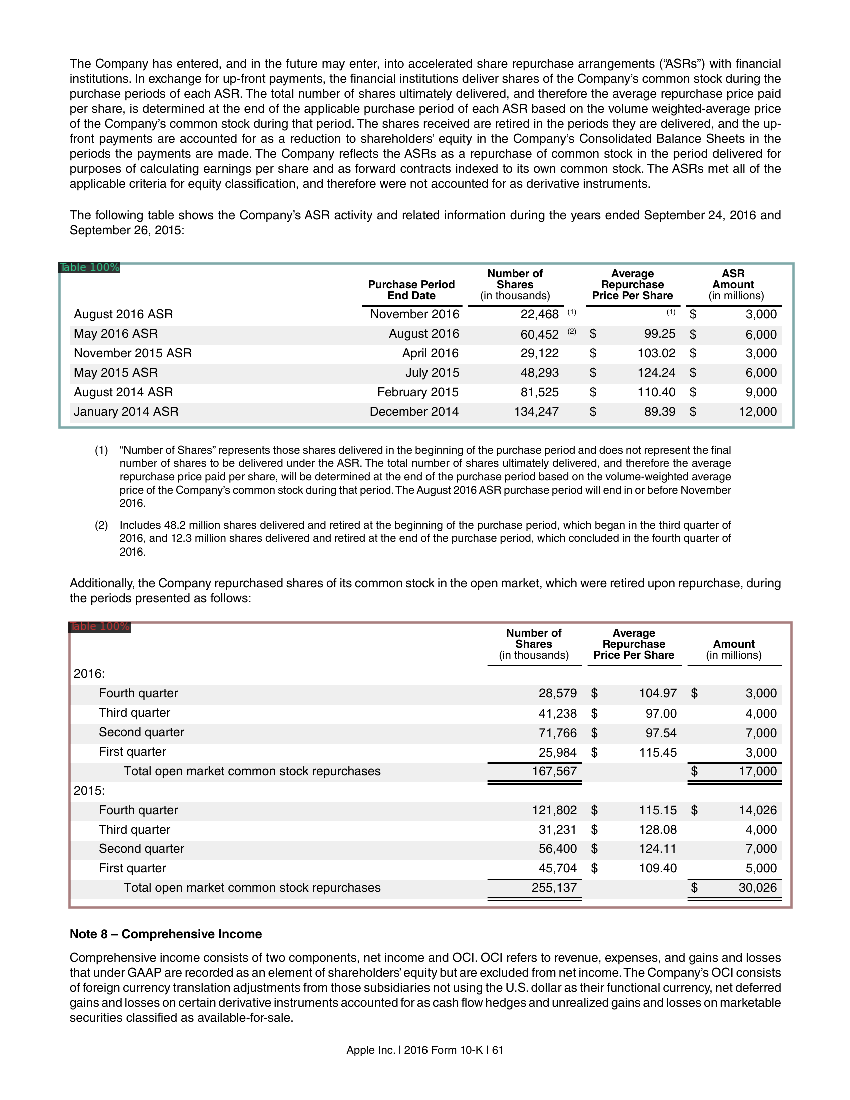 The Company has entered, and in the future may enter, into accelerated share repurchase arrangements (“ASRs”) with financial
institutions. In exchange for up-front payments, the financial institutions deliver shares of the Company’s common stock during the
purchase periods of each ASR. The total number of shares ultimately delivered, and therefore the average repurchase price paid
per share, is determined at the end of the applicable purchase period of each ASR based on the volume weighted-average price
of the Company’s common stock during that period. The shares received are retired in the periods they are delivered, and the up-
front payments are accounted for as a reduction to shareholders’ equity in the Company’s Consolidated Balance Sheets in the
periods the payments are made. The Company reflects the ASRs as a repurchase of common stock in the period delivered for
purposes of calculating earnings per share and as forward contracts indexed to its own common stock. The ASRs met all of the
applicable criteria for equity classification, and therefore were not accounted for as derivative instruments.
The following table shows the Company’s ASR activity and related information during the years ended September 24, 2016 and
September 26, 2015:
Table 100%
Purchase Period End Date Number of Shares (in thousands) Average Repurchase Price Per Share ASR Amount (in millions)
August 2016 ASR November 2016 22,468 (1) (1) $ 3,000
May 2016 ASR August 2016 60,452 (2) $ 99.25 $ 6,000
November 2015 ASR April 2016 29,122 $ 103.02 $ 3,000
May 2015 ASR July 2015 48,293 $ 124.24 $ 6,000
August 2014 ASR February 2015 81,525 $ 110.40 $ 9,000
January 2014 ASR December 2014 134,247 $ 89.39 $ 12,000
(1) “Number of Shares” represents those shares delivered in the beginning of the purchase period and does not represent the final
number of shares to be delivered under the ASR. The total number of shares ultimately delivered, and therefore the average
repurchase price paid per share, will be determined at the end of the purchase period based on the volume-weighted average
price of the Company’s common stock during that period. The August 2016 ASR purchase period will end in or before November
2016.
(2) Includes 48.2 million shares delivered and retired at the beginning of the purchase period, which began in the third quarter of
2016, and 12.3 million shares delivered and retired at the end of the purchase period, which concluded in the fourth quarter of
2016.
Additionally, the Company repurchased shares of its common stock in the open market, which were retired upon repurchase, during
the periods presented as follows:
Table 100%
Number of Shares (in thousands) Average Repurchase Price Per Share Amount (in millions)
2016:
Fourth quarter 28,579 $ 104.97 $ 3,000
Third quarter 41,238 $ 97.00 4,000
Second quarter 71,766 $ 97.54 7,000
First quarter 25,984 $ 115.45 3,000
Total open market common stock repurchases 167,567 $ 17,000
2015:
Fourth quarter 121,802 $ 115.15 $ 14,026
Third quarter 31,231 $ 128.08 4,000
Second quarter 56,400 $ 124.11 7,000
First quarter 45,704 $ 109.40 5,000
Total open market common stock repurchases 255,137 $ 30,026
Note 8 – Comprehensive Income
Comprehensive income consists of two components, net income and OCI. OCI refers to revenue, expenses, and gains and losses
that under GAAP are recorded as an element of shareholders’ equity but are excluded from net income. The Company’s OCI consists
of foreign currency translation adjustments from those subsidiaries not using the U.S. dollar as their functional currency, net deferred
gains and losses on certain derivative instruments accounted for as cash flow hedges and unrealized gains and losses on marketable
securities classified as available-for-sale.
Apple Inc. | 2016 Form 10-K | 61